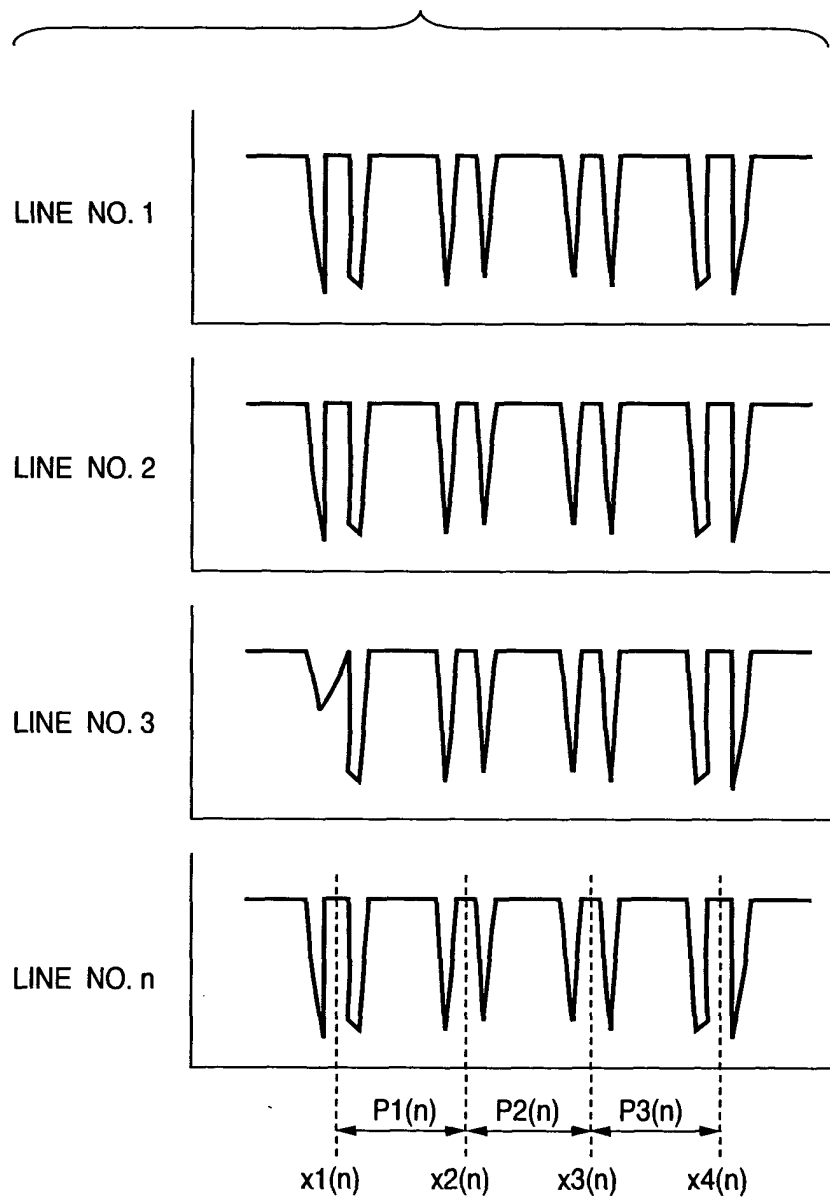 LINE NO. 1
LINE NO. 2
LINE NO. 3
LINE NO. n
P1(n) P2(n) P3(n)
x1(n) x2(n) x3(n) x4(n)